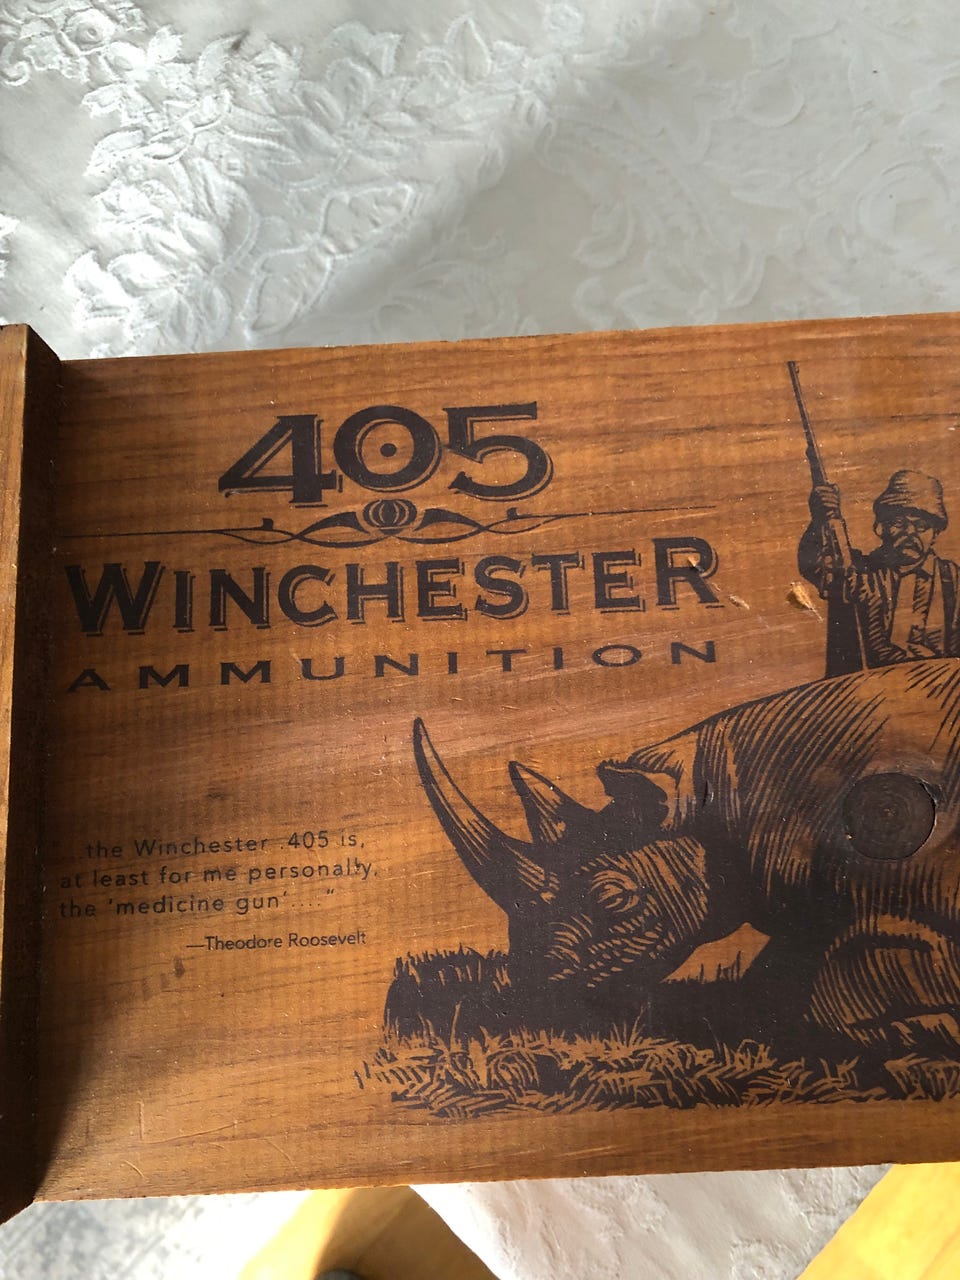 405
WINCHESTER
AMMUNITION
"...the Winchester .405 is,
at least for me personally,
the 'medicine gun'...."
—Theodore Roosevelt